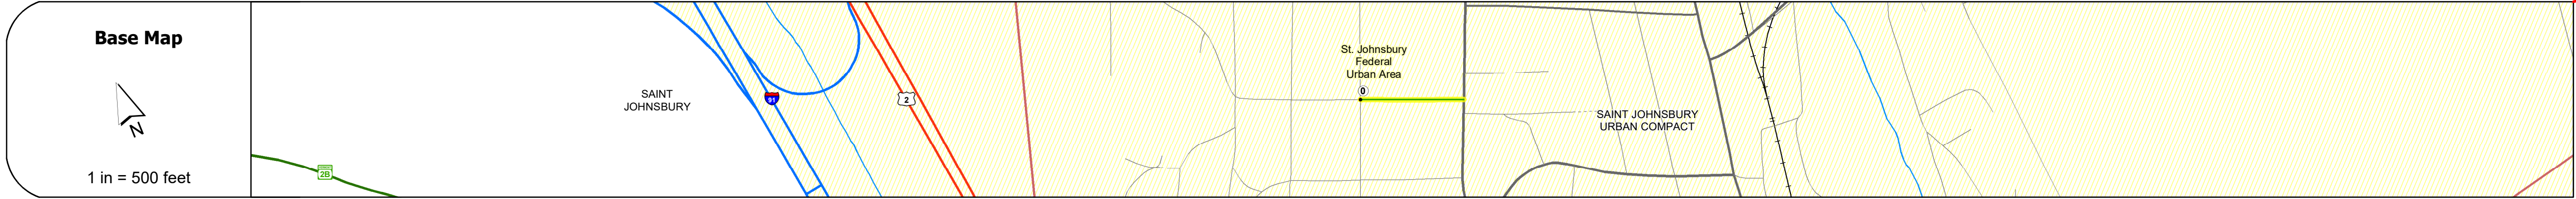 Base Map
N
1 in = 500 feet
2B
SAINT
JOHNSBURY
91
2
St. Johnsbury
Federal
Urban Area
0
SAINT JOHNSBURY
URBAN COMPACT